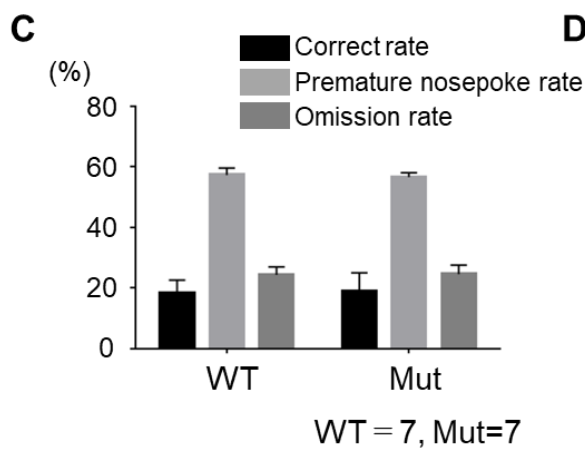 C
D
(%)
Correct rate
Premature nosepoke rate
Omission rate
80
60
40
20
0
WT
Mut
WT = 7, Mut=7